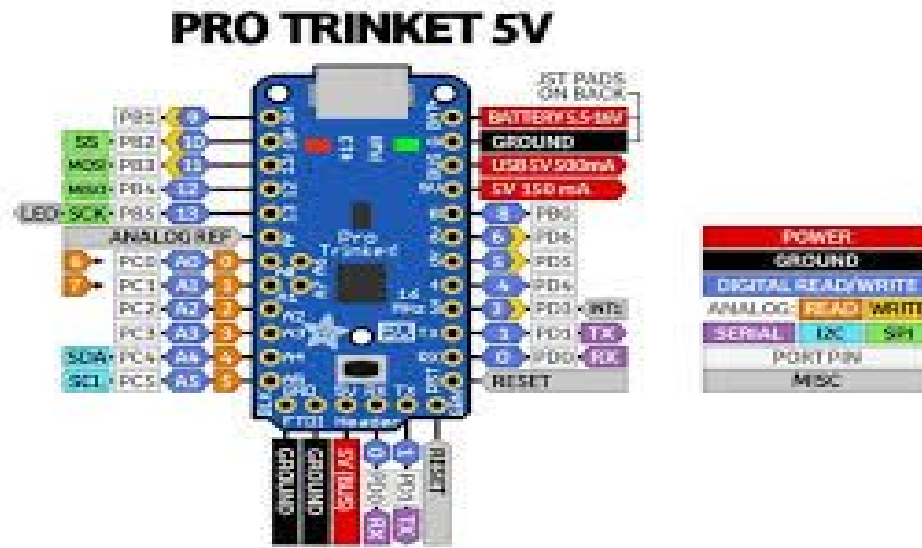 PRO TRINKET 5V
JST PADS
ON BACK
PB1 9
SS PB2 10
MOSI PB3 11
MISO PB4 12
LED SCK PB5 13
ANALOG REF
6 PC0 A0 0
7 PC1 A1 1
PC2 A2 2
PC3 A3 3
SDA PC4 A4 4
SCL PC5 A5 5
BATTERY 5.5-16V
GROUND
USB 5V 500mA
5V 150 mA
8 PB0
6 PD6
5 PD5
4 PD4
3 PD3 INT1
1 PD1 TX
0 PD0 RX
RESET
Pro
Trinket
FTDI Header
GROUND
GROUND
5V (BUS)
0 PD0 RX
1 PD1 TX
RESET
POWER
GROUND
DIGITAL READ/WRITE
ANALOG: READ WRITE
SERIAL I2C SPI
PORT PIN
MISC